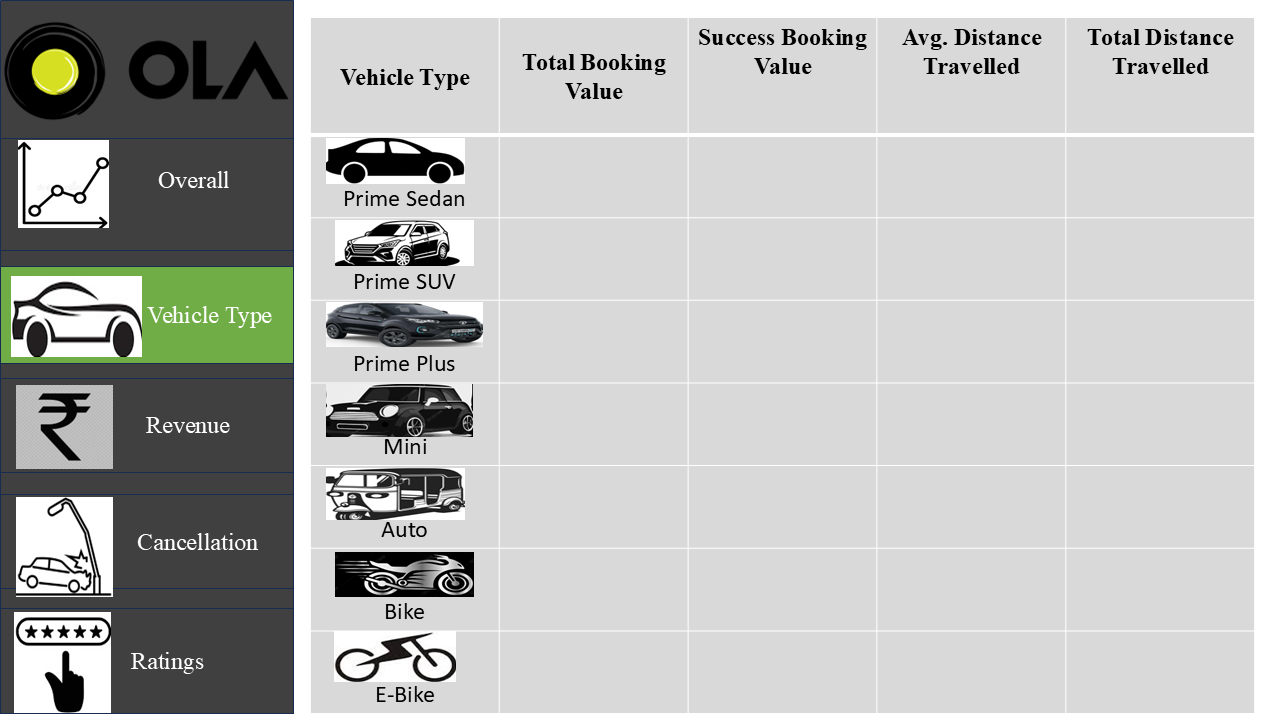 OLA
Overall
Vehicle Type
Revenue
Cancellation
Ratings
Vehicle Type
Total Booking
Value
Success Booking
Value
Avg. Distance
Travelled
Total Distance
Travelled
Prime Sedan
Prime SUV
Prime Plus
Mini
Auto
Bike
E-Bike